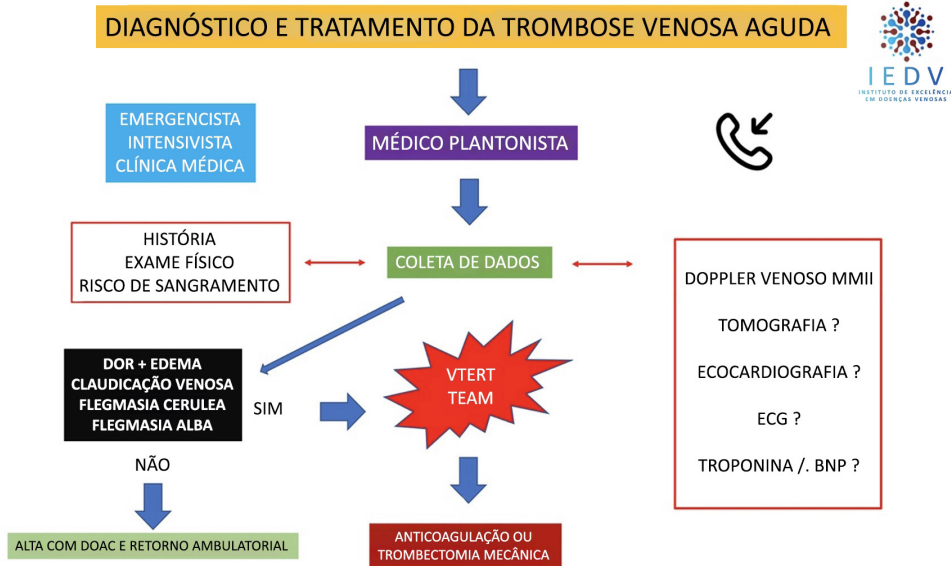 DIAGNÓSTICO E TRATAMENTO DA TROMBOSE VENOSA AGUDA
IEDV
INSTITUTO DE EXCELÊNCIA
EM DOENÇAS VENOSAS
EMERGENCISTA
INTENSIVISTA
CLÍNICA MÉDICA
MÉDICO PLANTONISTA
HISTÓRIA
EXAME FÍSICO
RISCO DE SANGRAMENTO
COLETA DE DADOS
DOPPLER VENOSO MMII
TOMOGRAFIA ?
ECOCARDIOGRAFIA ?
ECG ?
TROPONINA /. BNP ?
DOR + EDEMA
CLAUDICAÇÃO VENOSA
FLEGMASIA CERULEA
FLEGMASIA ALBA
SIM
VTERT
TEAM
NÃO
ALTA COM DOAC E RETORNO AMBULATORIAL
ANTICOAGULAÇÃO OU
TROMBECTOMIA MECÂNICA